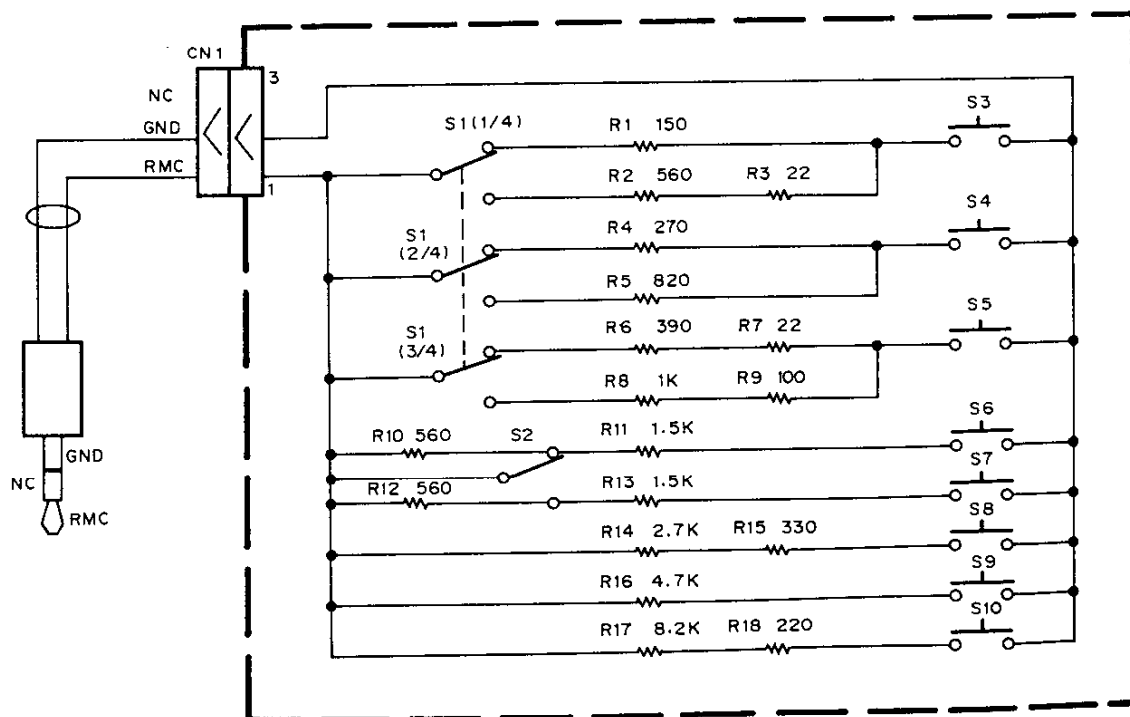 CN1
3
NC
GND
RMC
1
S1(1/4)
R1 150
S3
R2 560
R3 22
S1
(2/4)
R4 270
S4
R5 820
S1
(3/4)
R6 390
R7 22
S5
R8 1K
R9 100
R10 560
S2
R11 1.5K
S6
R12 560
R13 1.5K
S7
R14 2.7K
R15 330
S8
R16 4.7K
S9
R17 8.2K
R18 220
S10
GND
NC
RMC